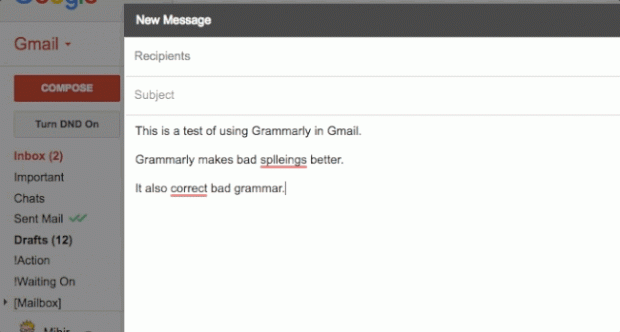 Google
New Message
Gmail
Recipients
COMPOSE
Subject
Turn DND On
This is a test of using Grammarly in Gmail.
Inbox (2)
Grammarly makes bad splleings better.
Important
It also correct bad grammar.
Chats
Sent Mail
Drafts (12)
!Action
!Waiting On
[Mailbox]
Mihir